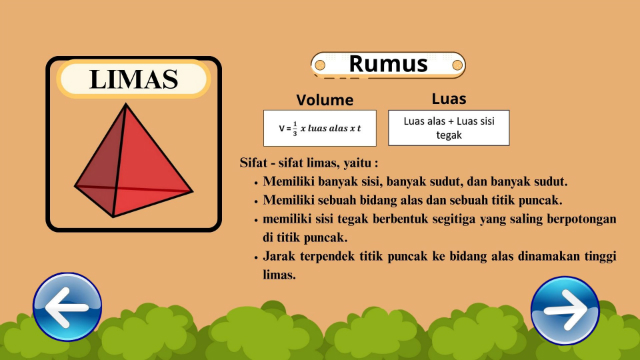 LIMAS
Rumus
Volume
V = 1/3 x luas alas x t
Luas
Luas alas + Luas sisi
tegak
Sifat - sifat limas, yaitu :
• Memiliki banyak sisi, banyak sudut, dan banyak sudut.
• Memiliki sebuah bidang alas dan sebuah titik puncak.
• memiliki sisi tegak berbentuk segitiga yang saling berpotongan
di titik puncak.
• Jarak terpendek titik puncak ke bidang alas dinamakan tinggi
limas.